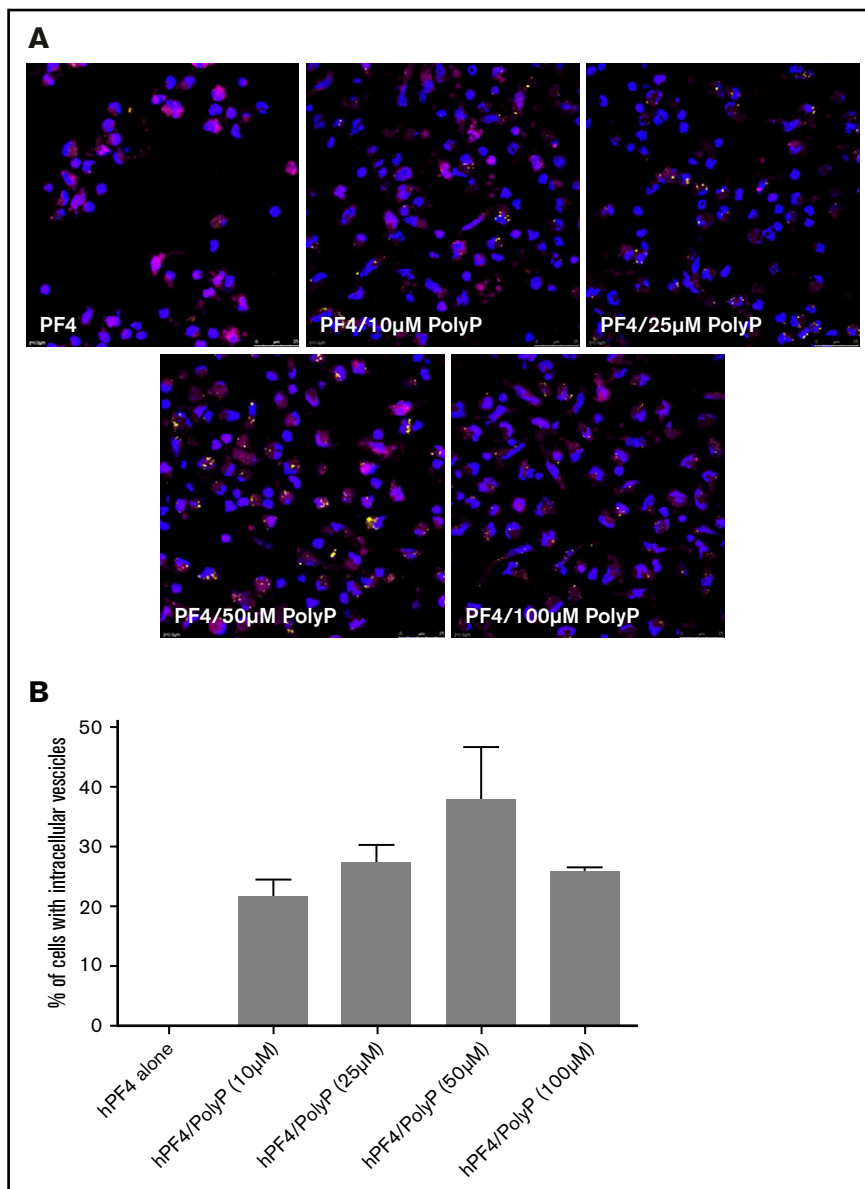 A
PF4
PF4/10µM PolyP
PF4/25µM PolyP
PF4/50µM PolyP
PF4/100µM PolyP
B
% of cells with intracellular vescicles
50
40
30
20
10
0
hPF4 alone
hPF4/PolyP (10µM)
hPF4/PolyP (25µM)
hPF4/PolyP (50µM)
hPF4/PolyP (100µM)